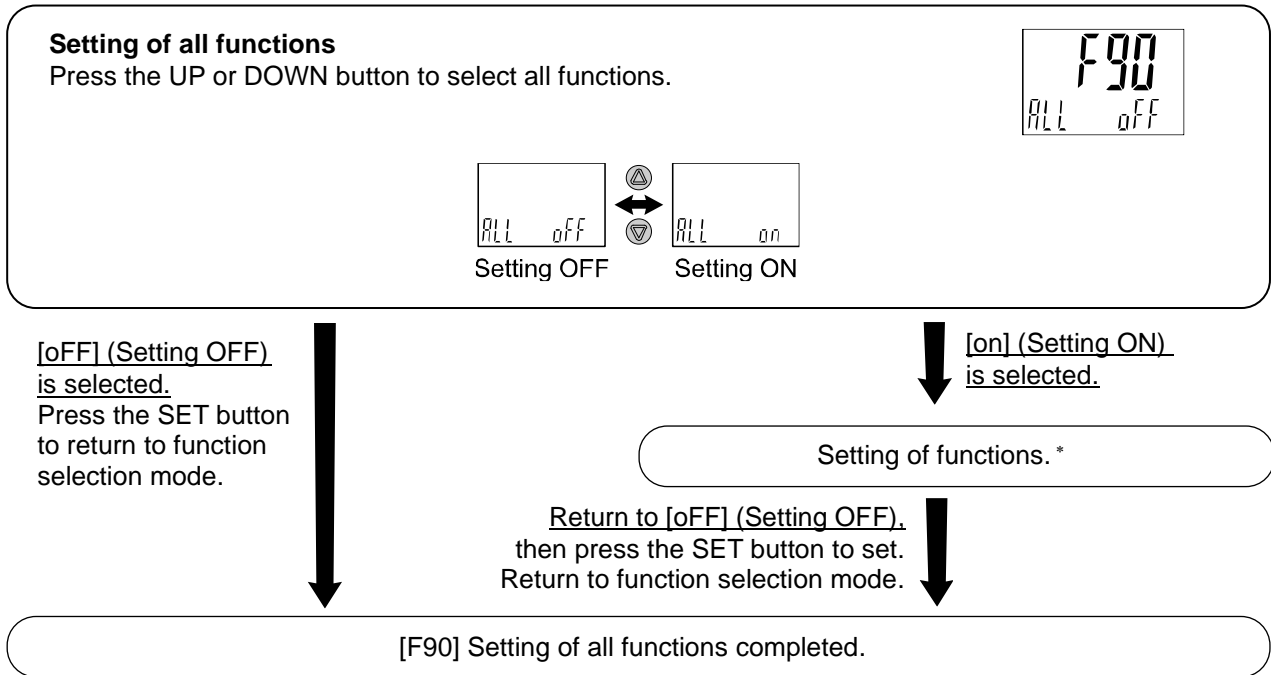 Setting of all functions
Press the UP or DOWN button to select all functions.
F90
ALL oFF
ALL oFF
ALL on
Setting OFF
Setting ON
[oFF] (Setting OFF)
is selected.
Press the SET button
to return to function
selection mode.
[on] (Setting ON)
is selected.
Setting of functions. *
Return to [oFF] (Setting OFF),
then press the SET button to set.
Return to function selection mode.
[F90] Setting of all functions completed.